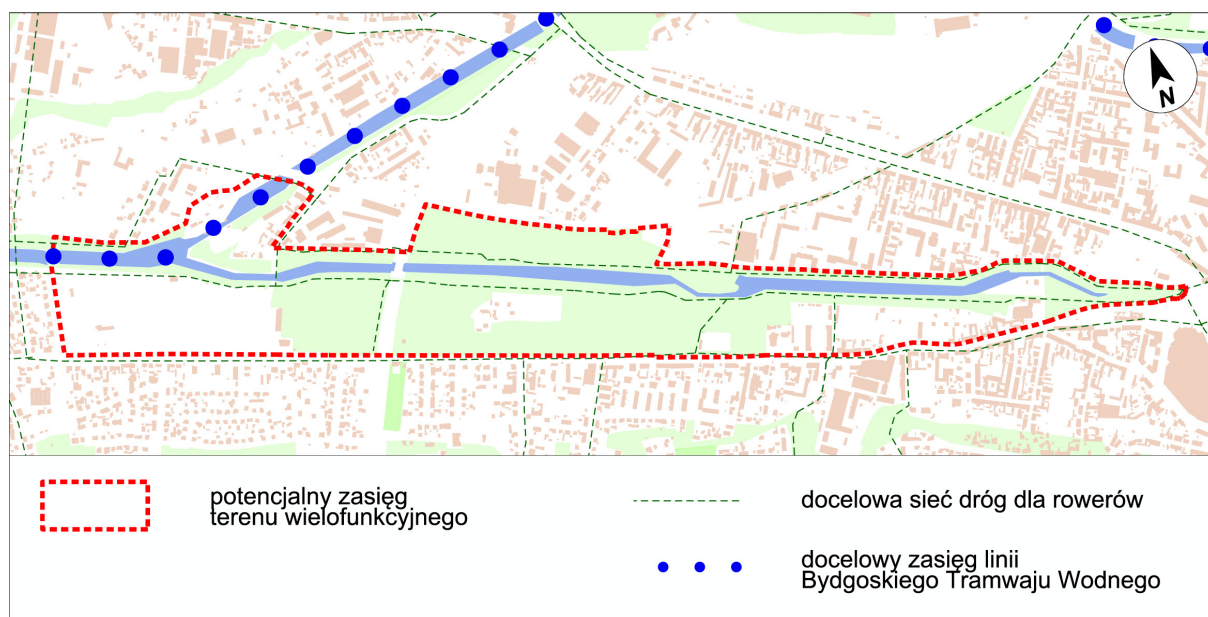 N
potencjalny zasięg
terenu wielofunkcyjnego
docelowa sieć dróg dla rowerów
docelowy zasięg linii
Bydgoskiego Tramwaju Wodnego